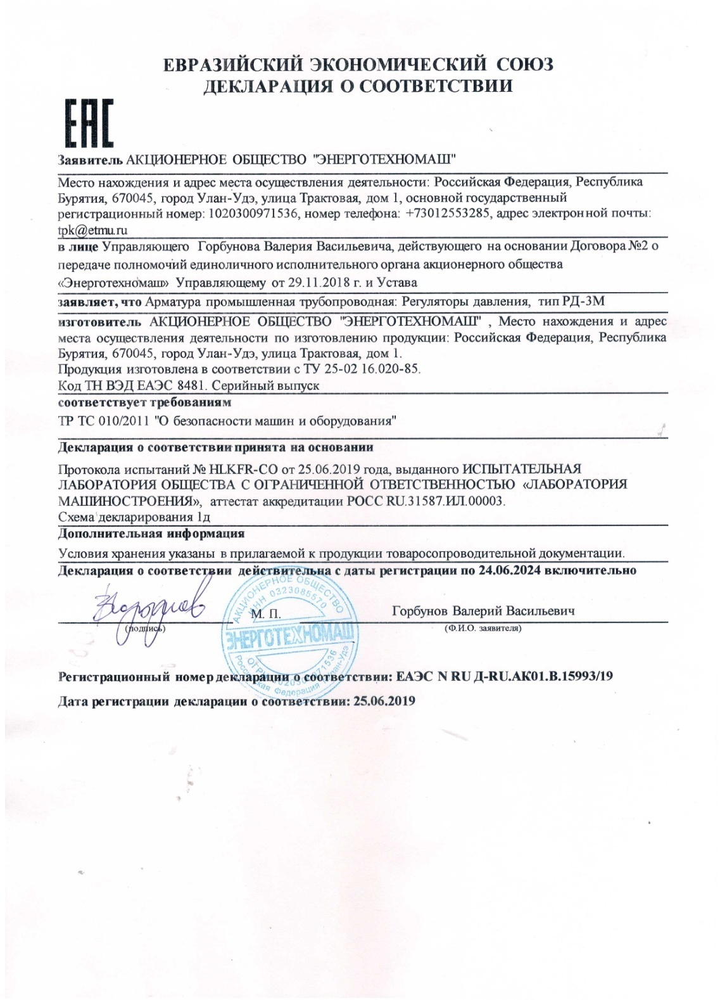 ЕВРАЗИЙСКИЙ ЭКОНОМИЧЕСКИЙ СОЮЗ
ДЕКЛАРАЦИЯ О СООТВЕТСТВИИ
ЕАС
Заявитель АКЦИОНЕРНОЕ ОБЩЕСТВО "ЭНЕРГОТЕХНОМАШ"
Место нахождения и адрес места осуществления деятельности: Российская Федерация, Республика
Бурятия, 670045, город Улан-Удэ, улица Трактовая, дом 1, основной государственный
регистрационный номер: 1020300971536, номер телефона: +73012553285, адрес электронной почты:
tpk@etmu.ru
в лице Управляющего Горбунова Валерия Васильевича, действующего на основании Договора №2 о
передаче полномочий единоличного исполнительного органа акционерного общества
«Энерготехномаш» Управляющему от 29.11.2018 г. и Устава
заявляет, что Арматура промышленная трубопроводная: Регуляторы давления, тип РД-3М
изготовитель АКЦИОНЕРНОЕ ОБЩЕСТВО "ЭНЕРГОТЕХНОМАШ" , Место нахождения и адрес
места осуществления деятельности по изготовлению продукции: Российская Федерация, Республика
Бурятия, 670045, город Улан-Удэ, улица Трактовая, дом 1.
Продукция изготовлена в соответствии с ТУ 25-02 16.020-85.
Код ТН ВЭД ЕАЭС 8481. Серийный выпуск
соответствует требованиям
ТР ТС 010/2011 "О безопасности машин и оборудования"
Декларация о соответствии принята на основании
Протокола испытаний № HLKFR-CO от 25.06.2019 года, выданного ИСПЫТАТЕЛЬНАЯ
ЛАБОРАТОРИЯ ОБЩЕСТВА С ОГРАНИЧЕННОЙ ОТВЕТСТВЕННОСТЬЮ «ЛАБОРАТОРИЯ
МАШИНОСТРОЕНИЯ», аттестат аккредитации РОСС RU.31587.ИЛ.00003.
Схема декларирования 1д
Дополнительная информация
Условия хранения указаны в прилагаемой к продукции товаросопроводительной документации.
Декларация о соответствии действительна с даты регистрации по 24.06.2024 включительно
АКЦИОНЕРНОЕ ОБЩЕСТВО
ИНН 0323085570
М. П.
Горбунов Валерий Васильевич
(подпись)
(Ф.И.О. заявителя)
ЭНЕРГОТЕХНОМАШ
ОГРН 1020300971536
Российская Федерация Улан-Удэ
Регистрационный номер декларации о соответствии: ЕАЭС N RU Д-RU.АК01.В.15993/19
Дата регистрации декларации о соответствии: 25.06.2019